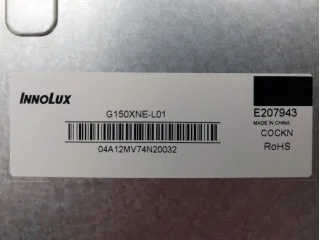 INNOLUX
G150XNE-L01
04A12MV74N20032
E207943
MADE IN CHINA
COCKN
RoHS